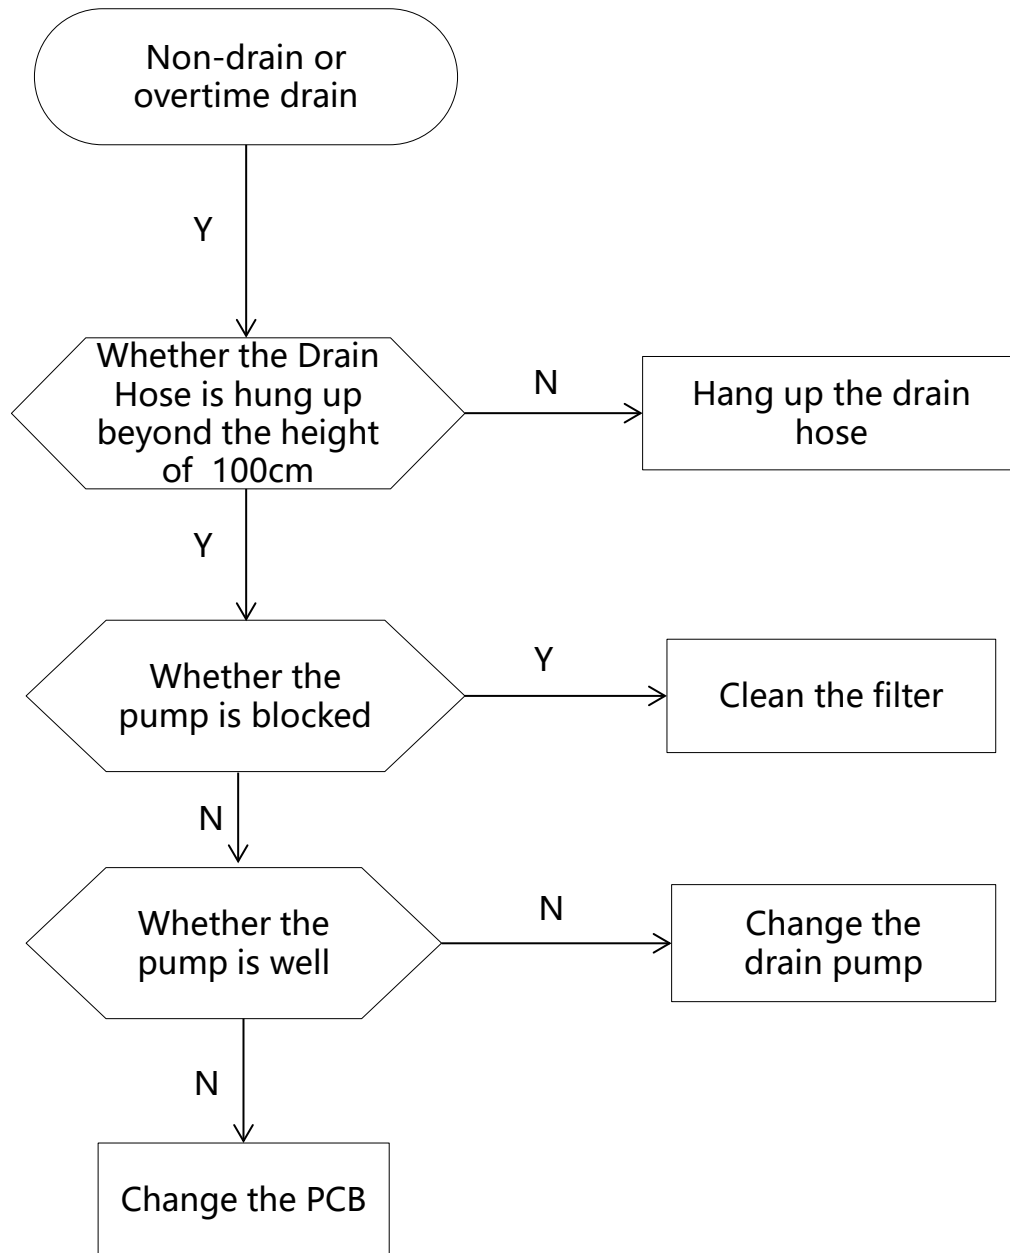 Non-drain or
overtime drain
Y
Whether the Drain
Hose is hung up
beyond the height
of 100cm
N
Hang up the drain
hose
Y
Whether the
pump is blocked
Y
Clean the filter
N
Whether the
pump is well
N
Change the
drain pump
N
Change the PCB